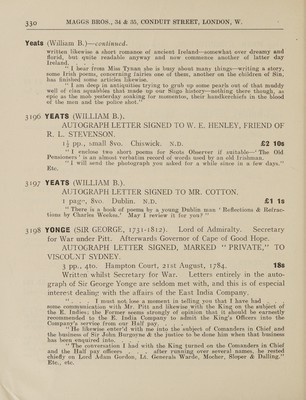 330 MAGGS BROS., 34 & 35, CONDUIT STREET, LONDON, W.
Yeats (William B.)—continued.
written likewise a short romance of ancient Ireland—somewhat over dreamy and
florid, but quite readable anyway and now commence another of latter day
Ireland.
" I hear from Miss Tynan she is busy about many things—writing a story,
some Irish poems, concerning fairies one of them, another on the children of Sin,
has finished some articles likewise.
" I am deep in antiquities trying to grub up some pearls out of that muddy
well of clan squabbles that made up our Stigo history—nothing likewise though, as
epic as the mob yesterday soaking for momentos, their handkerchiefs in the blood
of the men and the police shot."
3196 YEATS (WILLIAM B.).
AUTOGRAPH LETTER SIGNED TO W. E. HENLEY, FRIEND OF
R. L. STEVENSON.
1½ pp., small 8vo. Chiswick. N.D. £2 10s
" I enclose two short poems for Scots Observer if suitable—' The Old
Pensioners ' is an almost verbatim record of words used by an old Irishman.
" I will send the photograph you asked for a while since in a few days."
Etc.
3197 YEATS (WILLIAM B.).
AUTOGRAPH LETTER SIGNED TO MR. COTTON.
1 page, 8vo. Dublin. N.D. £1 1s
" There is a book of poems by a young Dublin man ' Reflections & Refrac-
tions by Charles Weekes.' May I review it for you? "
3198 YONGE (SIR GEORGE, 1731-1812). Lord of Admiralty. Secretary
for War under Pitt. Afterwards Governor of Cape of Good Hope.
AUTOGRAPH LETTER SIGNED, MARKED " PRIVATE," TO
VISCOUNT SYDNEY.
3 pp., 4to. Hampton Court, 21st August, 1784. 18s
Written whilst Secretary for War. Letters entirely in the auto-
graph of Sir George Yonge are seldom met with, and this is of especial
interest dealing with the affairs of the East India Company.
" . . . I must not lose a moment in telling you that I have had
some communication with Mr. Pitt and likewise with the King on the subject of
the E. Indies; the Former seems strongly of opinion that it should be earnestly
recommended to the E. India Company to admit the King's Officers into the
Company's service from our Half pay. . . .
" He likewise enter'd with me into the subject of Comanders in Chief and
the business of Sir John Burgoyne & the justice to be done him when that business
has been enquired into.
" The conversation I had with the King turned on the Comanders in Chief
and the Half pay officers . . . after running over several names, he rested
chiefly on Lord Adam Gordon, Lt. Generals Warde, Mocher, Sloper & Dalling."
Etc., etc.